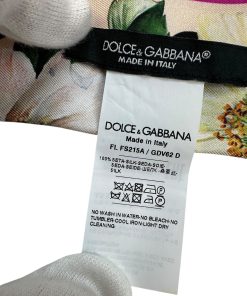 DOLCE & GABBANA®
MADE IN ITALY
DOLCE & GABBANA
Made in Italy
FL FS215A / GDV62 D
100% SETA-SILK-SEDA-SOIE-
SILK
NO WASH IN WATER-NO BLEACH-NO
TUMBLER-COOL IRON-LIGHT DRY
CLEANING